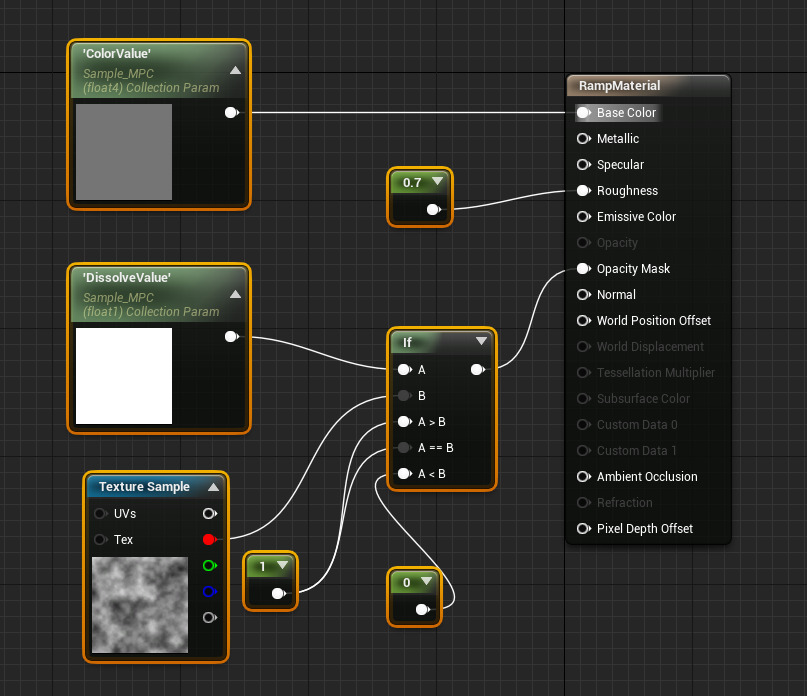 'ColorValue'
Sample_MPC
(float4) Collection Param
'DissolveValue'
Sample_MPC
(float1) Collection Param
Texture Sample
UVs
Tex
1
0.7
If
A
B
A > B
A == B
A < B
0
RampMaterial
Base Color
Metallic
Specular
Roughness
Emissive Color
Opacity
Opacity Mask
Normal
World Position Offset
World Displacement
Tessellation Multiplier
Subsurface Color
Custom Data 0
Custom Data 1
Ambient Occlusion
Refraction
Pixel Depth Offset